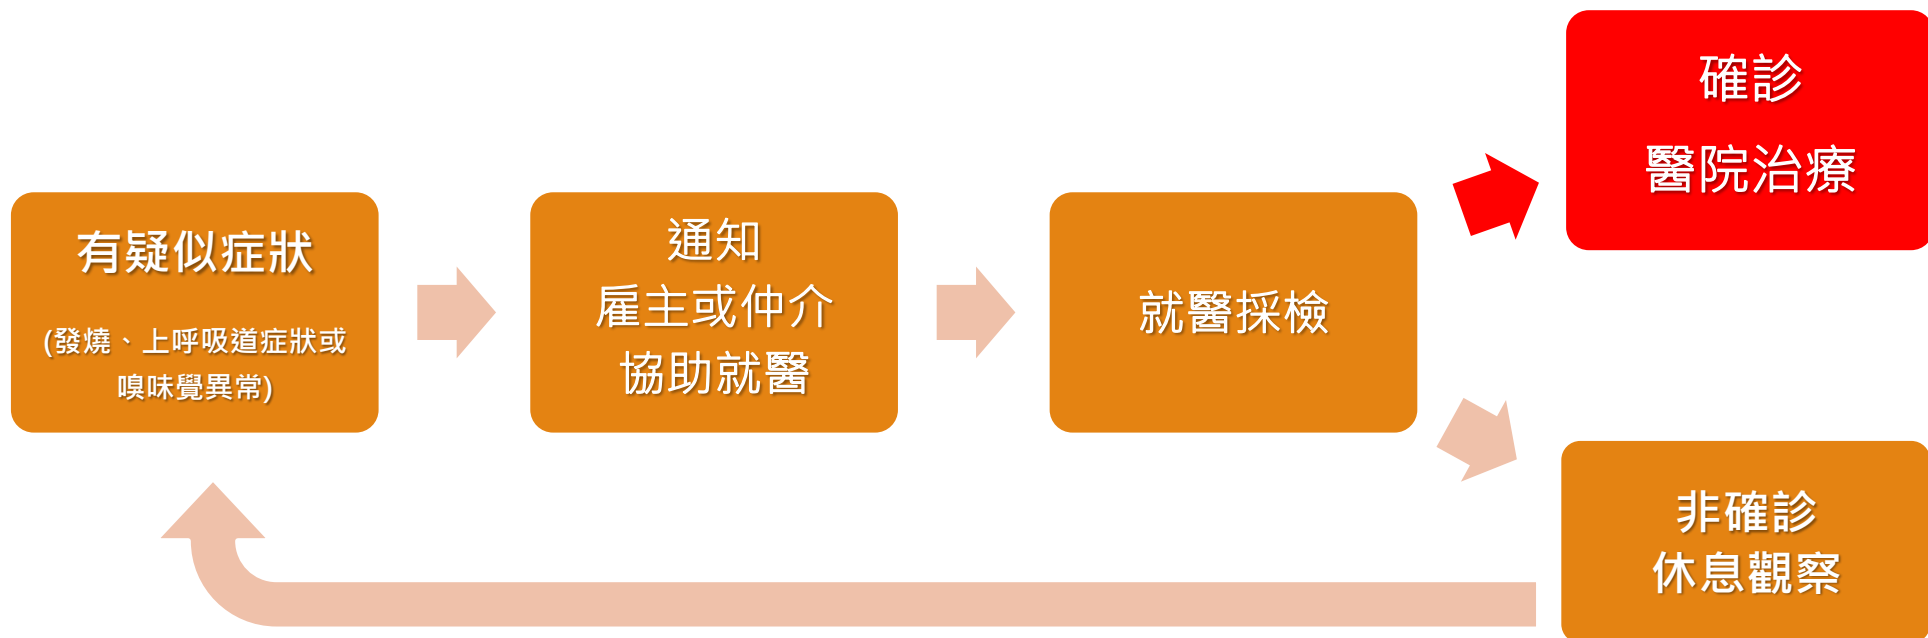 有疑似症狀
(發燒、上呼吸道症狀或
嗅味覺異常)
通知
雇主或仲介
協助就醫
就醫採檢
確診
醫院治療
非確診
休息觀察